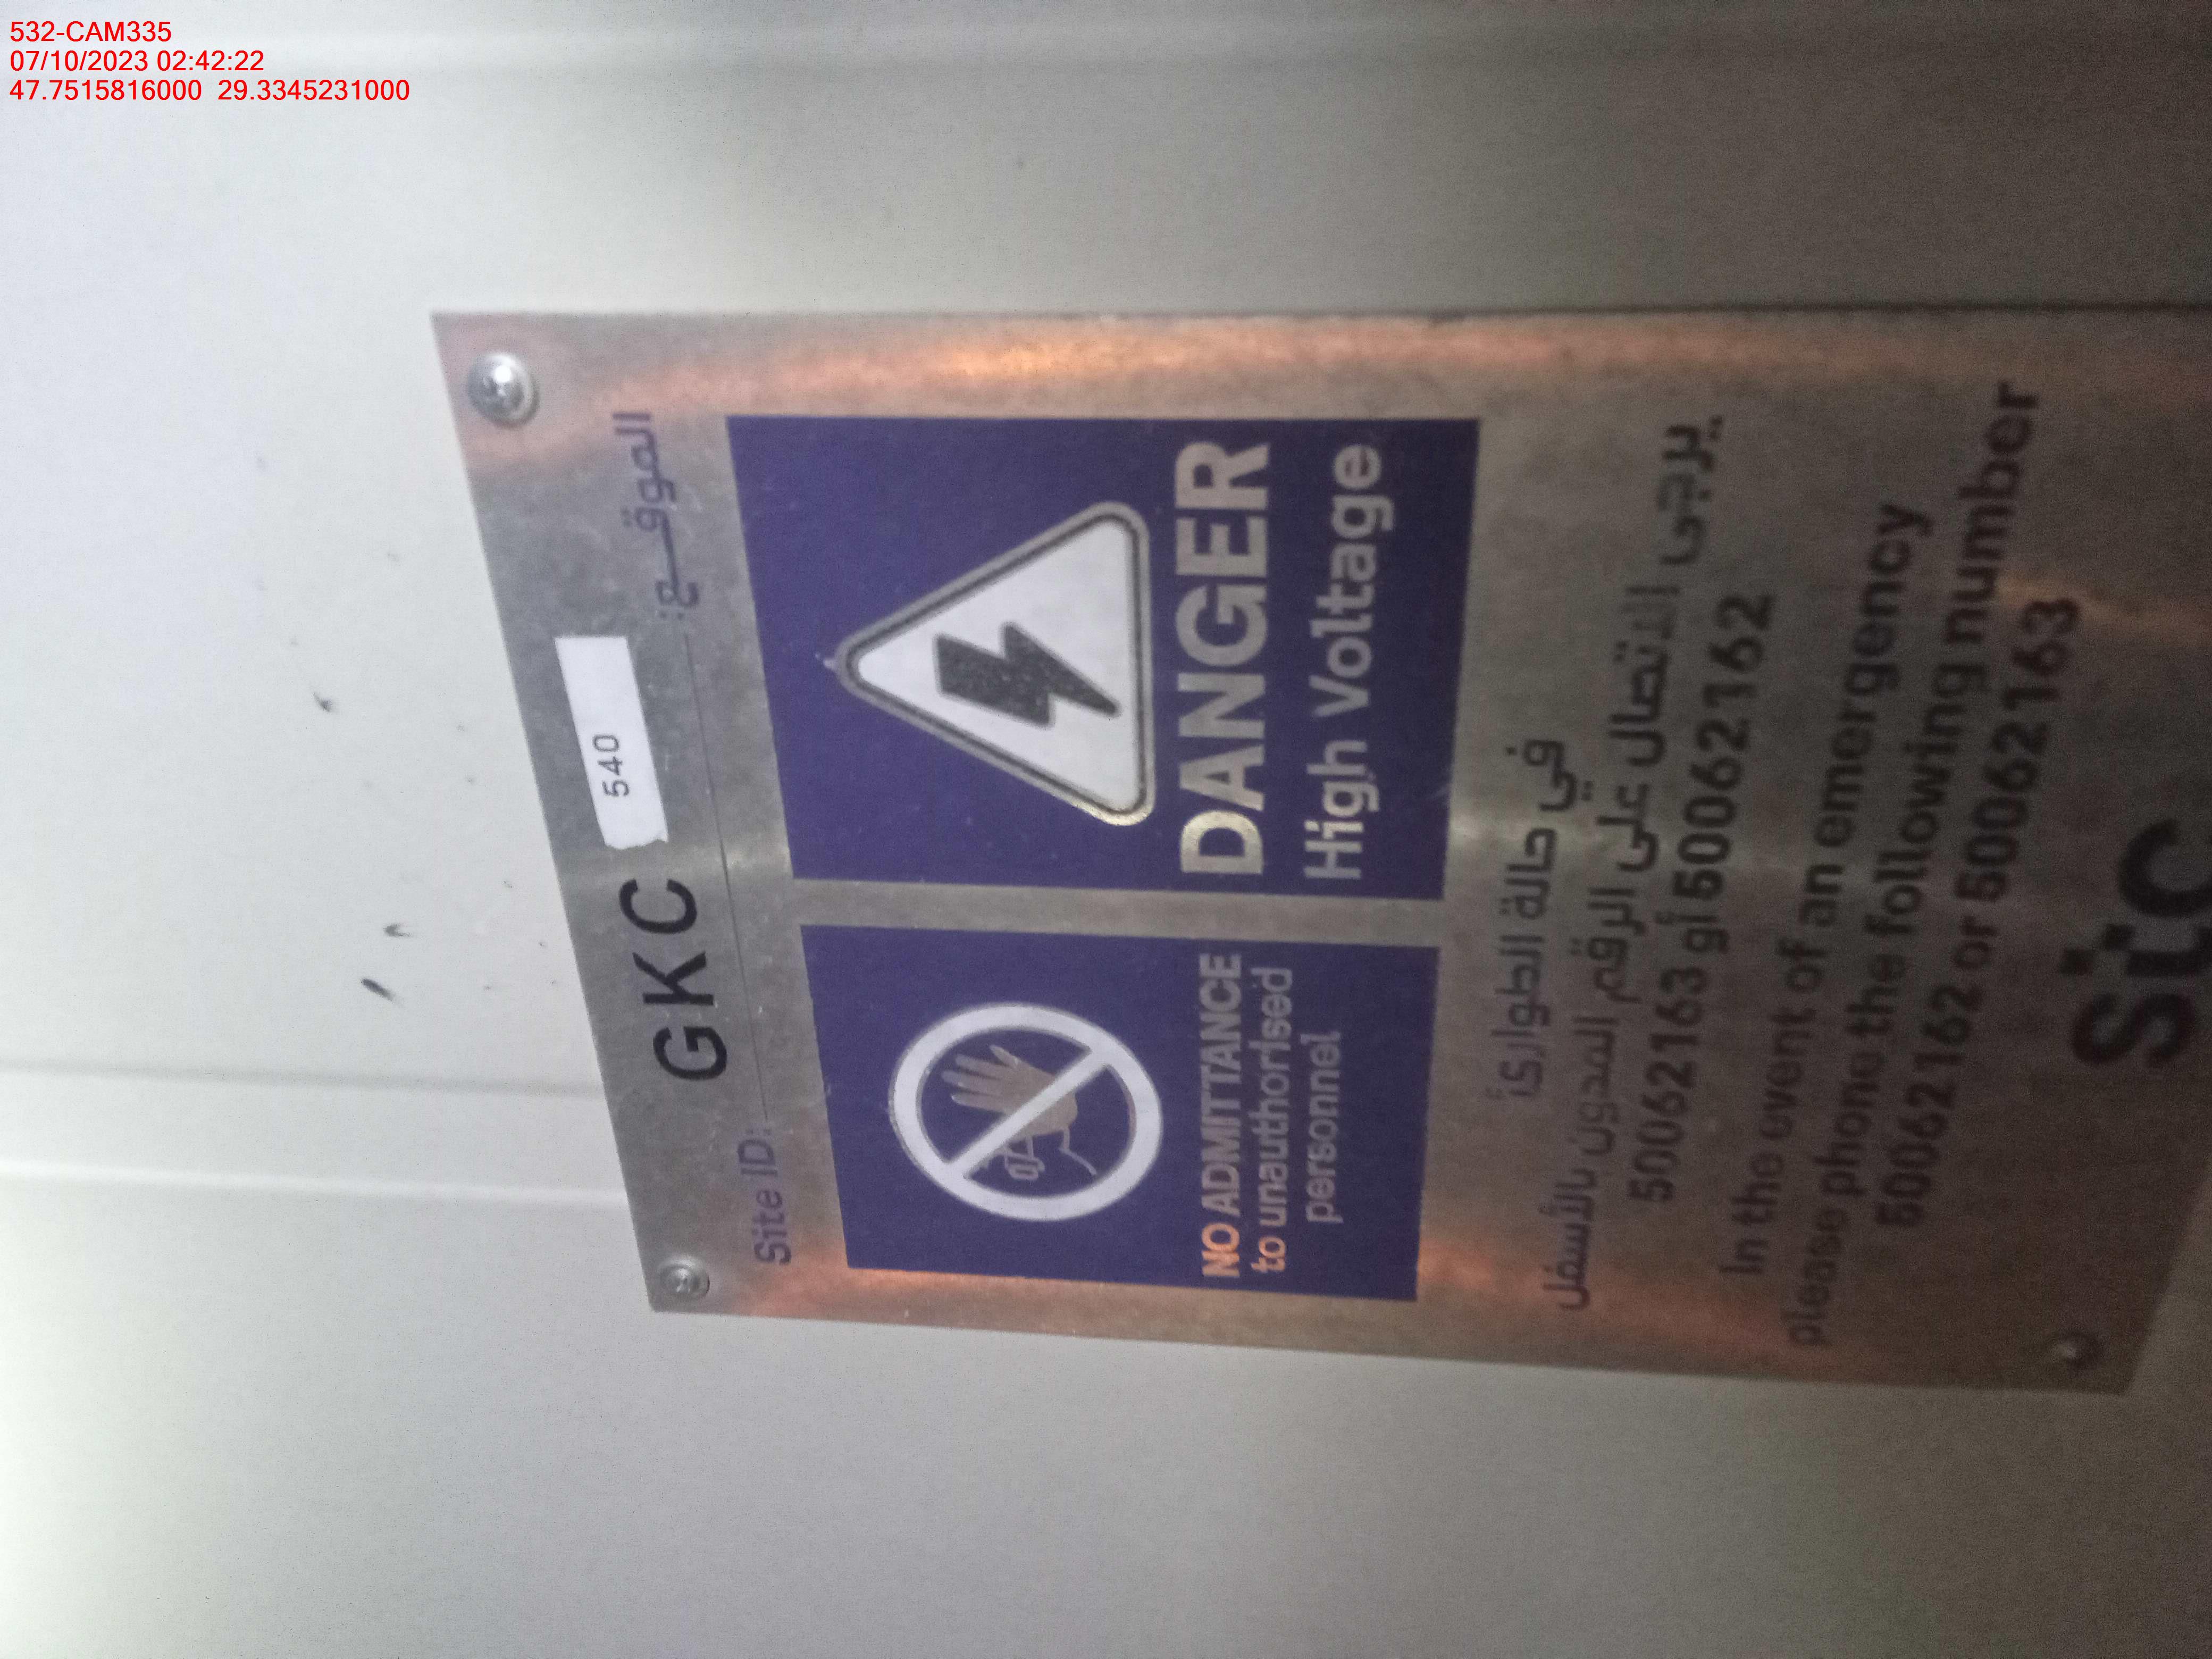 532-CAM335
07/10/2023 02:42:22
47.7515816000 29.3345231000
Site ID: GKC 540 الموقـــع:
NO ADMITTANCE
to unauthorised
personnel
DANGER
High Voltage
في حالة الطوارئ
يرجى الاتصال على الرقم المدون بالأسفل
50062163 أو 50062162
In the event of an emergency
please phone the following number
50062162 or 50062163
stc